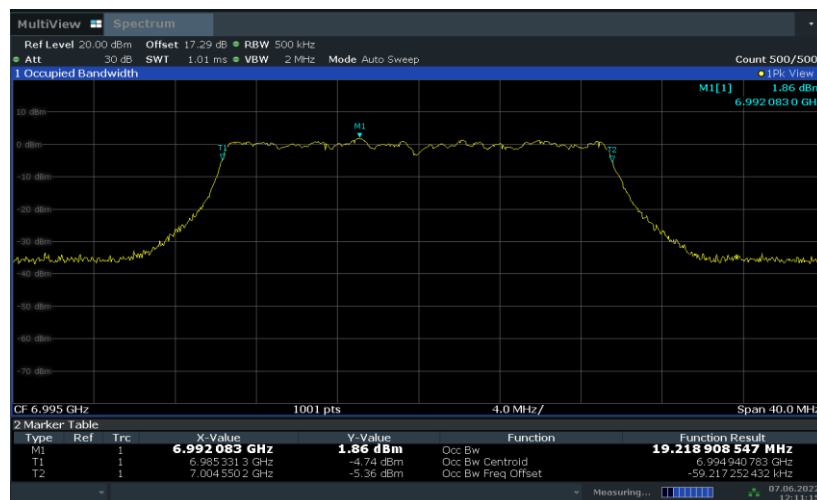 MultiView Spectrum
Ref Level 20.00 dBm Offset 17.29 dB RBW 500 kHz
Att 30 dB SWT 1.01 ms VBW 2 MHz Mode Auto Sweep Count 500/500
1 Occupied Bandwidth 1Pk View
M1[1] 1.86 dBm
6.992 083 0 GH
10 dBm
M1
0 dBm
T1
T2
-10 dBm
-20 dBm
-30 dBm
-40 dBm
-50 dBm
-60 dBm
-70 dBm
CF 6.995 GHz 1001 pts 4.0 MHz/ Span 40.0 MHz
2 Marker Table
Type Ref Trc X-Value Y-Value Function Function Result
M1 1 6.992 083 GHz 1.86 dBm Occ Bw 19.218 908 547 MHz
T1 1 6.985 331 3 GHz -4.74 dBm Occ Bw Centroid 6.994 940 783 GHz
T2 1 7.004 550 2 GHz -5.36 dBm Occ Bw Freq Offset -59.217 252 432 kHz
Measuring... 07.06.2022